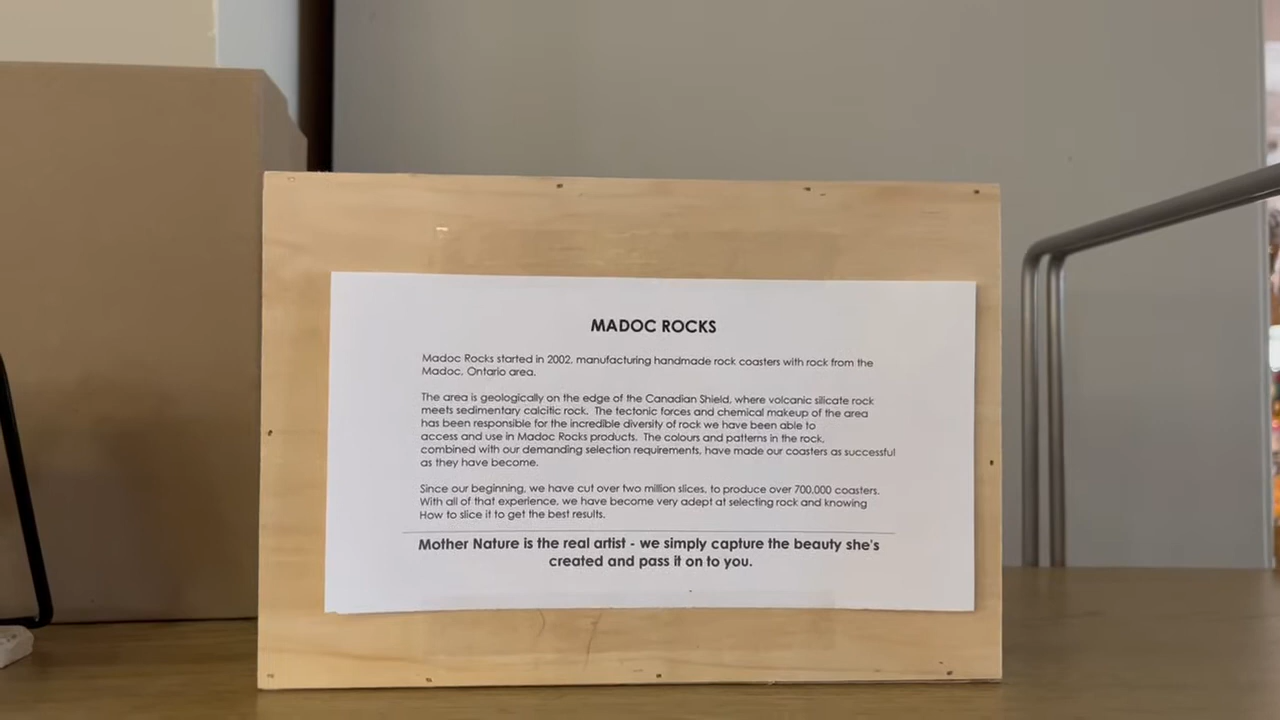 MADOC ROCKS
Madoc Rocks started in 2002, manufacturing handmade rock coasters with rock from the
Madoc, Ontario area.
The area is geologically on the edge of the Canadian Shield, where volcanic silicate rock
meets sedimentary calcitic rock. The tectonic forces and chemical makeup of the area
has been responsible for the incredible diversity of rock we have been able to
access and use in Madoc Rocks products. The colours and patterns in the rock,
combined with our demanding selection requirements, have made our coasters as successful
as they have become.
Since our beginning, we have cut over two million slices, to produce over 700,000 coasters.
With all of that experience, we have become very adept at selecting rock and knowing
How to slice it to get the best results.
Mother Nature is the real artist - we simply capture the beauty she's
created and pass it on to you.